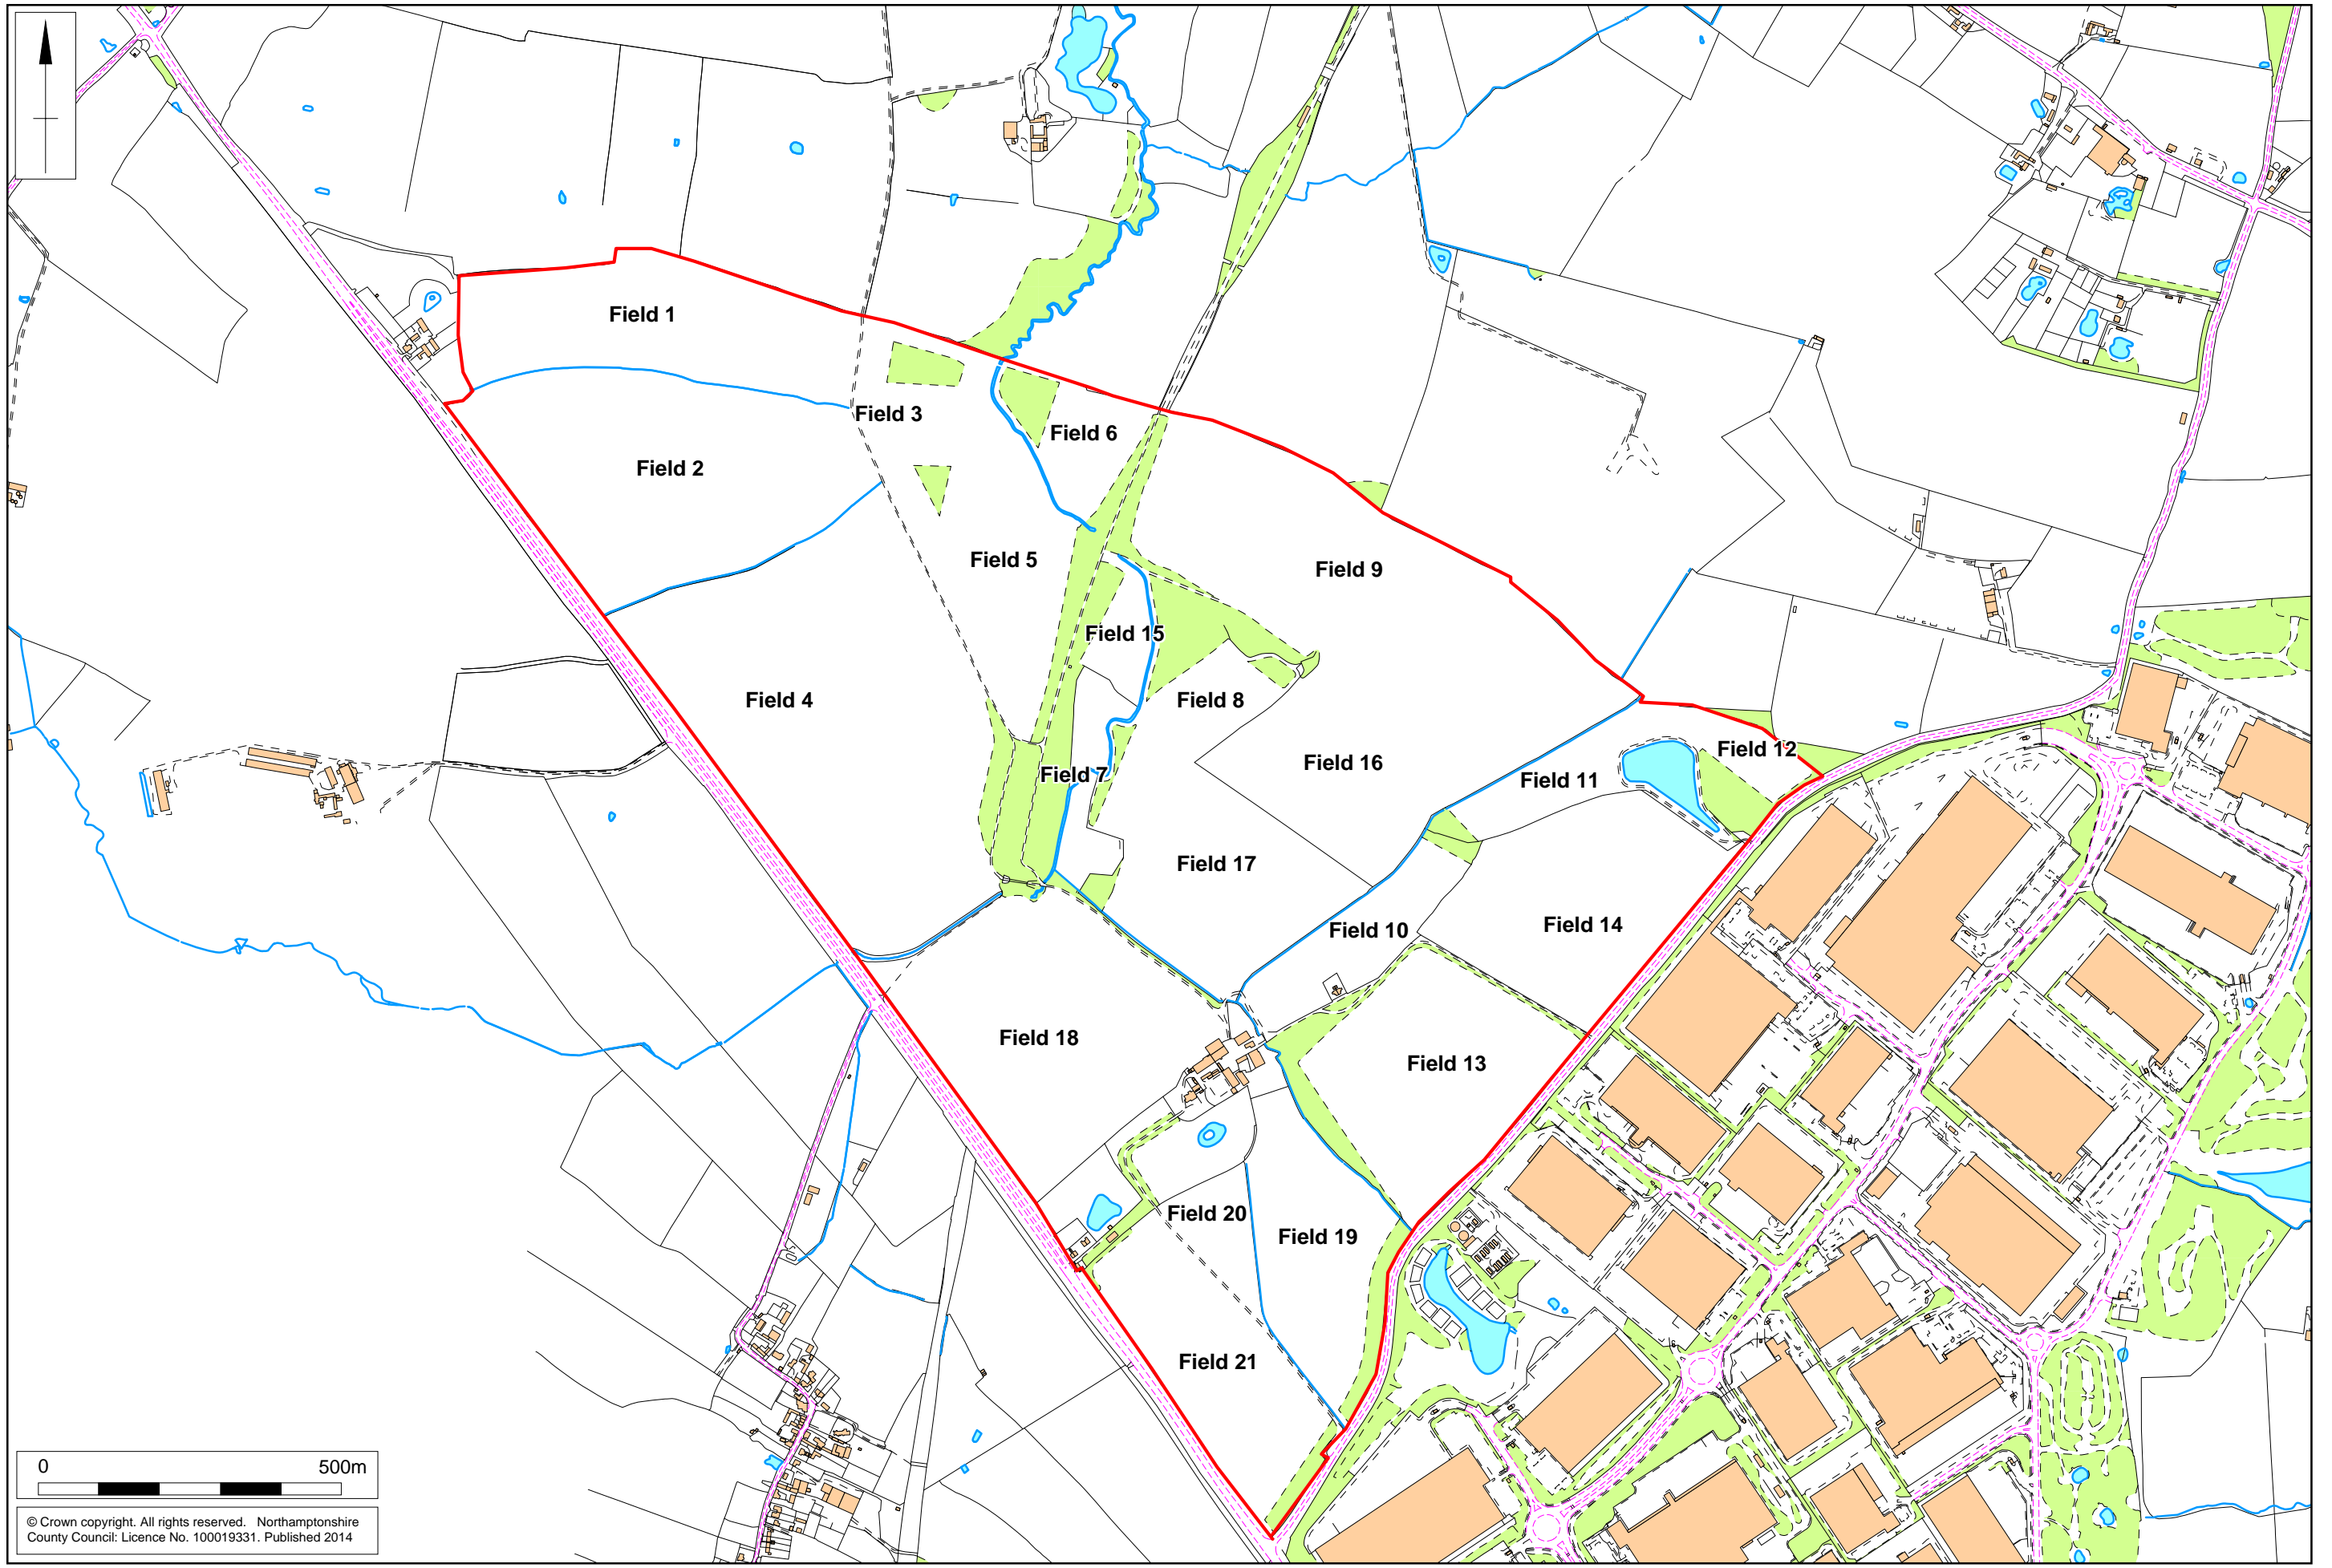 Field 1
Field 3
Field 6
Field 2
Field 5
Field 9
Field 15
Field 4
Field 8
Field 12
Field 16
Field 7
Field 11
Field 17
Field 14
Field 10
Field 18
Field 13
Field 20
Field 19
Field 21
0 500m
© Crown copyright. All rights reserved. Northamptonshire
County Council: Licence No. 100019331. Published 2014